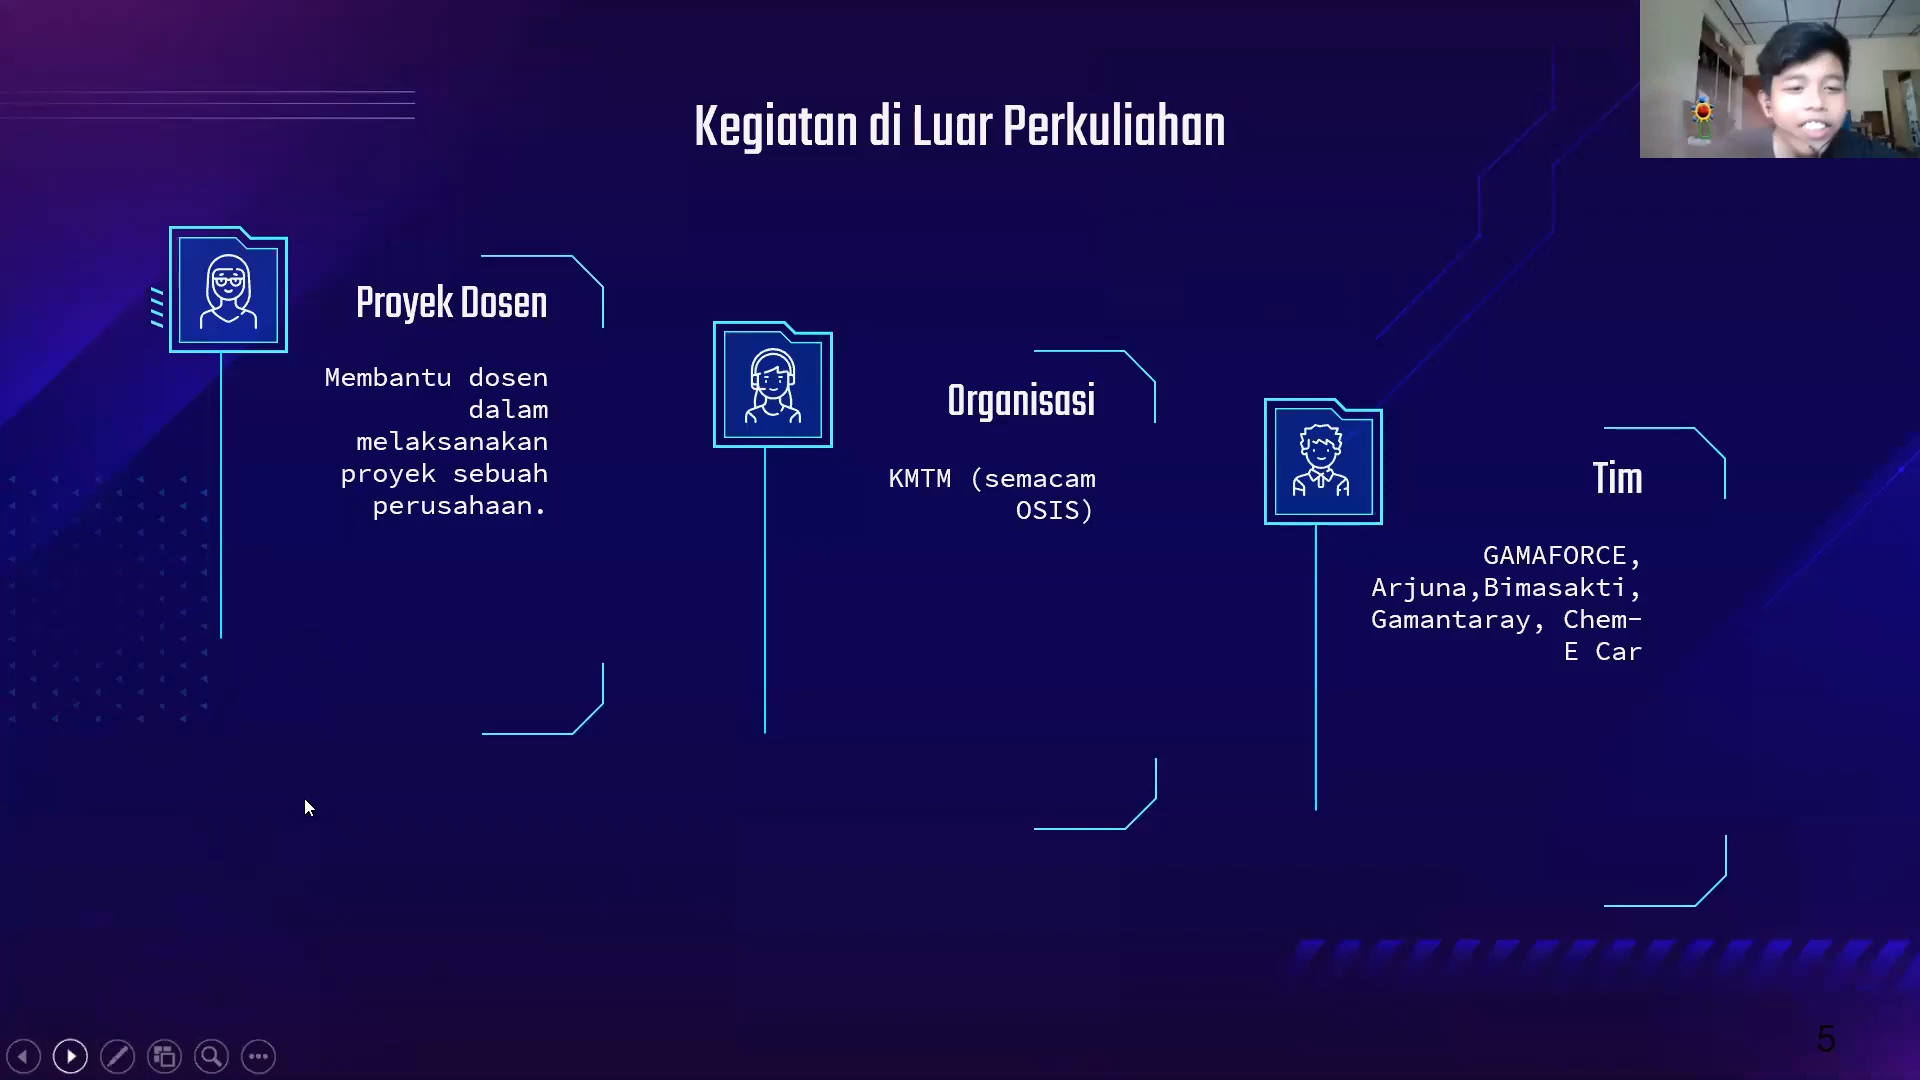 Kegiatan di Luar Perkuliahan
Proyek Dosen
Membantu dosen
dalam
melaksanakan
proyek sebuah
perusahaan.
Organisasi
KMTM (semacam
OSIS)
Tim
GAMAFORCE,
Arjuna,Bimasakti,
Gamantaray, Chem-
E Car
5